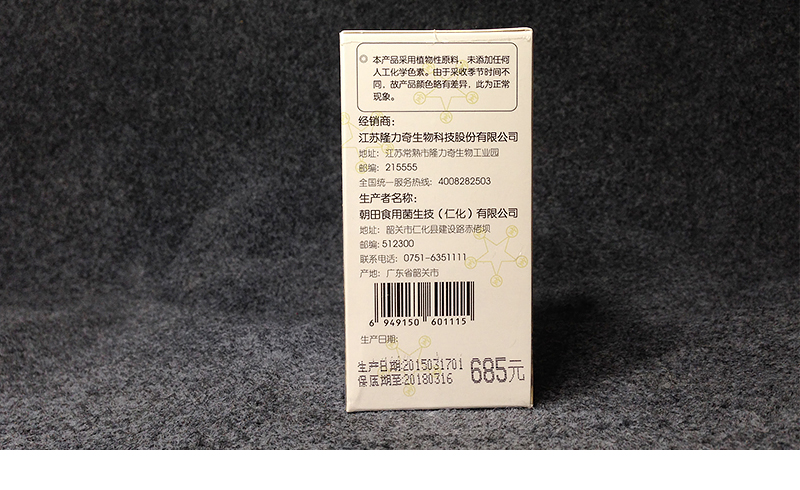 本产品采用植物性原料，未添加任何
人工化学色素。由于采收季节时间不
同，故产品颜色略有差异，此为正常
现象。
经销商：
江苏隆力奇生物科技股份有限公司
地址：江苏常熟市隆力奇生物工业园
邮编：215555
全国统一服务热线：4008282503
生产者名称：
朝田食用菌生技（仁化）有限公司
地址：韶关市仁化县建设路赤佬坝
邮编:512300
联系电话：0751-6351111
产地：广东省韶关市
6 949150 601115
生产日期:
生产日期:2015031701
保质期至:20180316
685元